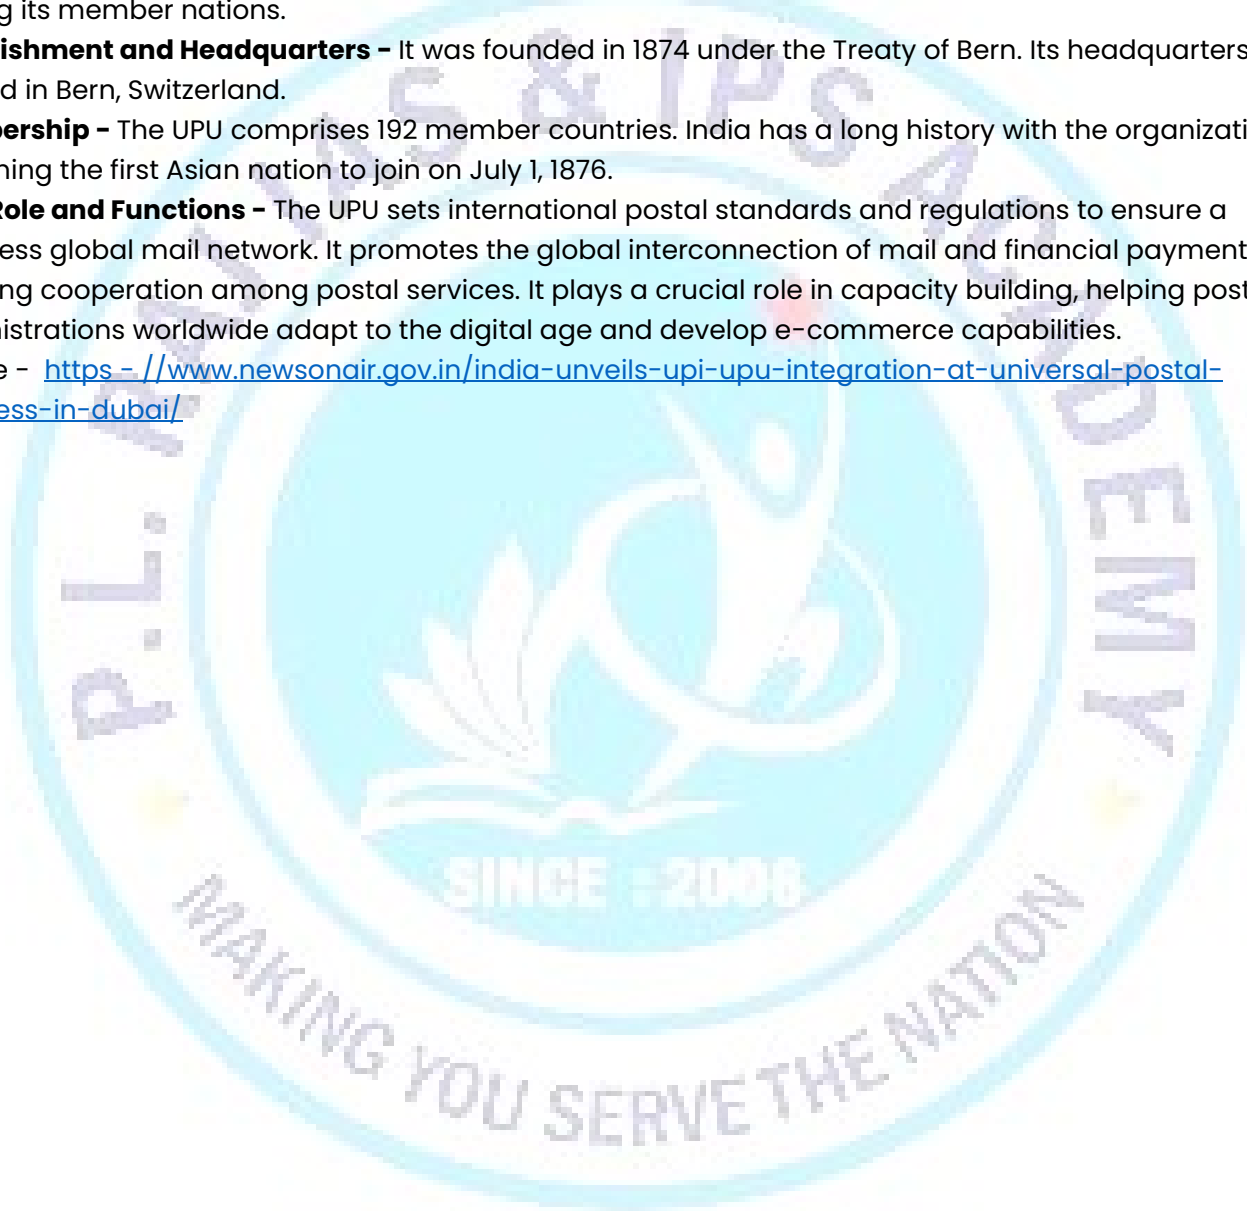 g its member nations.
ishment and Headquarters - It was founded in 1874 under the Treaty of Bern. Its headquarters
d in Bern, Switzerland.
bership - The UPU comprises 192 member countries. India has a long history with the organizati
ning the first Asian nation to join on July 1, 1876.
Role and Functions - The UPU sets international postal standards and regulations to ensure a
ess global mail network. It promotes the global interconnection of mail and financial payment
ng cooperation among postal services. It plays a crucial role in capacity building, helping post
nistrations worldwide adapt to the digital age and develop e-commerce capabilities.
e - https - //www.newsonair.gov.in/india-unveils-upi-upu-integration-at-universal-postal-
ess-in-dubai/
P.L. RAJ IAS & IPS ACADEMY
SINCE : 2006
MAKING YOU SERVE THE NATION